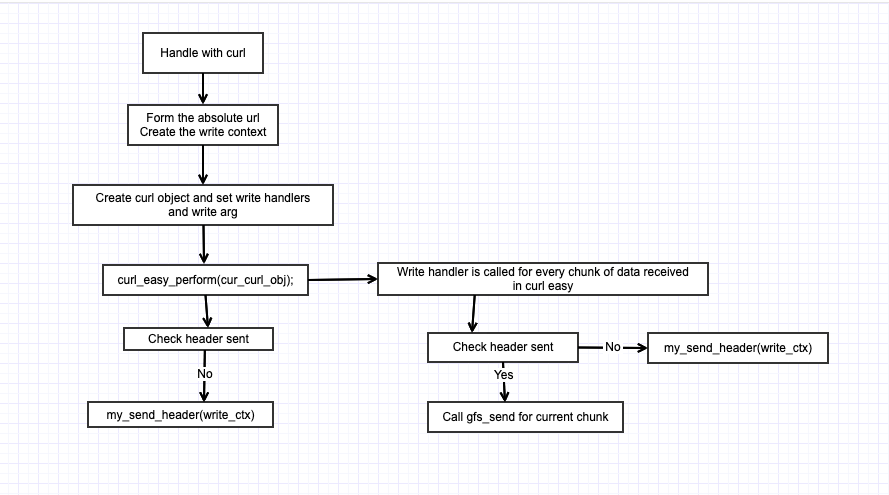 Handle with curl
Form the absolute url
Create the write context
Create curl object and set write handlers
and write arg
curl_easy_perform(cur_curl_obj);
Write handler is called for every chunk of data received
in curl easy
Check header sent
No
my_send_header(write_ctx)
Check header sent
No
my_send_header(write_ctx)
Yes
Call gfs_send for current chunk